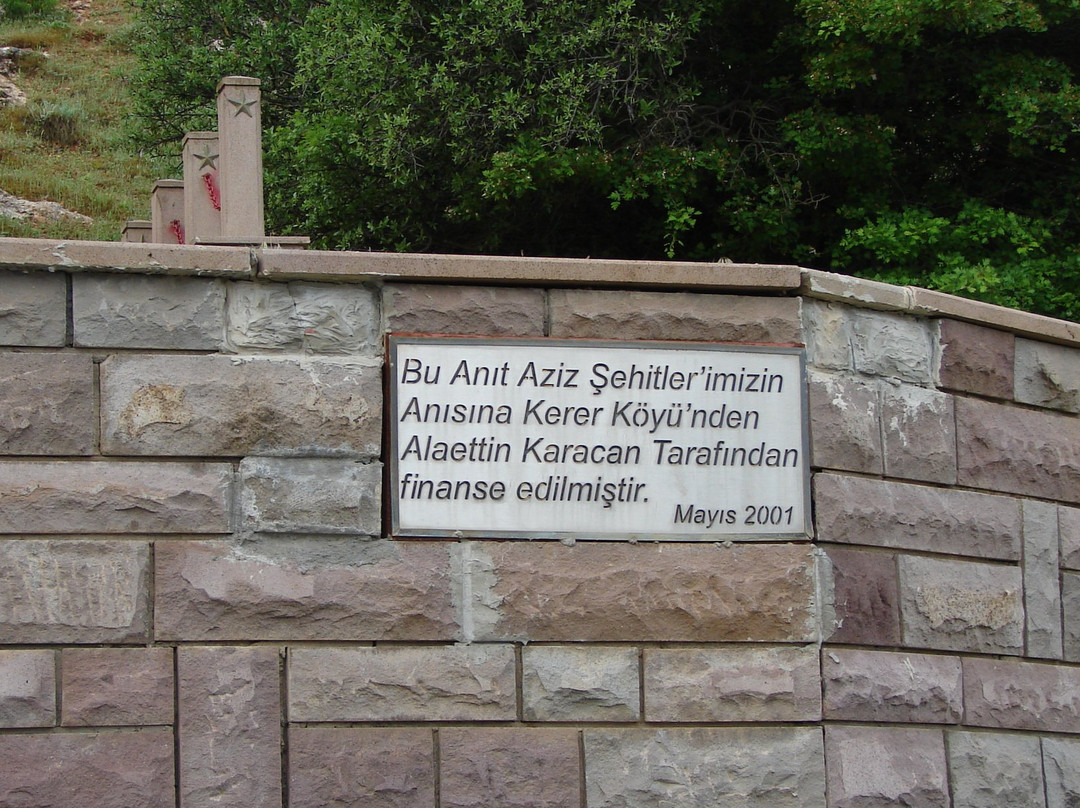 Bu Anıt Aziz Şehitler'imizin
Anısına Kerer Köyü'nden
Alaettin Karacan Tarafından
finanse edilmiştir.
Mayıs 2001